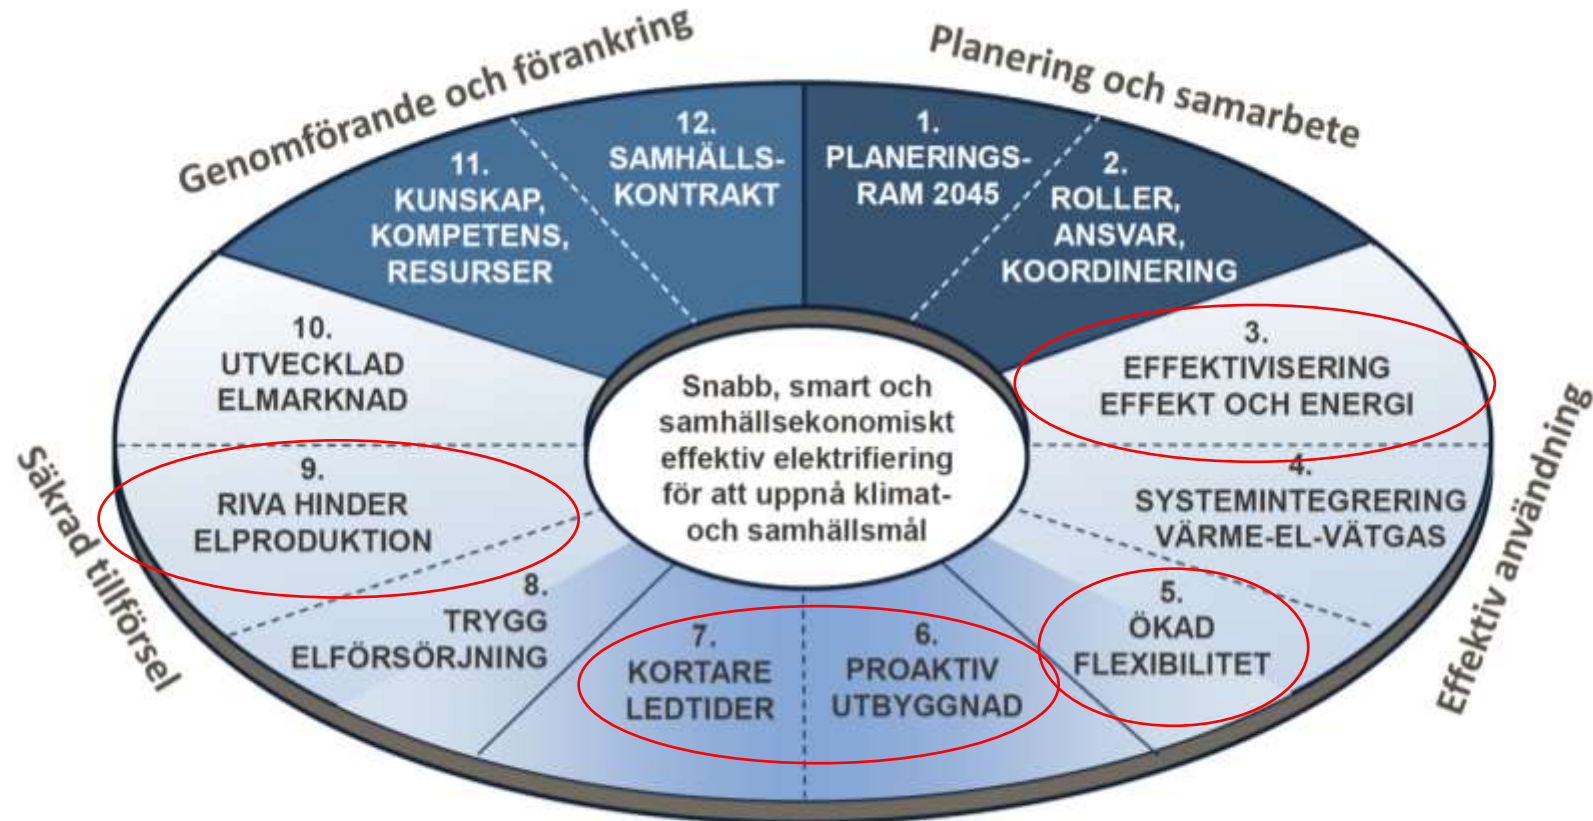 Genomförande och förankring
Planering och samarbete
12.
SAMHÄLLS-
KONTRAKT
1.
PLANERINGS-
RAM 2045
11.
KUNSKAP,
KOMPETENS,
RESURSER
2.
ROLLER,
ANSVAR,
KOORDINERING
10.
UTVECKLAD
ELMARKNAD
3.
EFFEKTIVISERING
EFFEKT OCH ENERGI
Snabb, smart och
samhällsekonomiskt
effektiv elektrifiering
för att uppnå klimat-
och samhällsmål
Säkrad tillförsel
Effektiv användning
9.
RIVA HINDER
ELPRODUKTION
4.
SYSTEMINTEGRERING
VÄRME-EL-VÄTGAS
8.
TRYGG
ELFÖRSÖRJNING
7.
KORTARE
LEDTIDER
6.
PROAKTIV
UTBYGGNAD
5.
ÖKAD
FLEXIBILITET